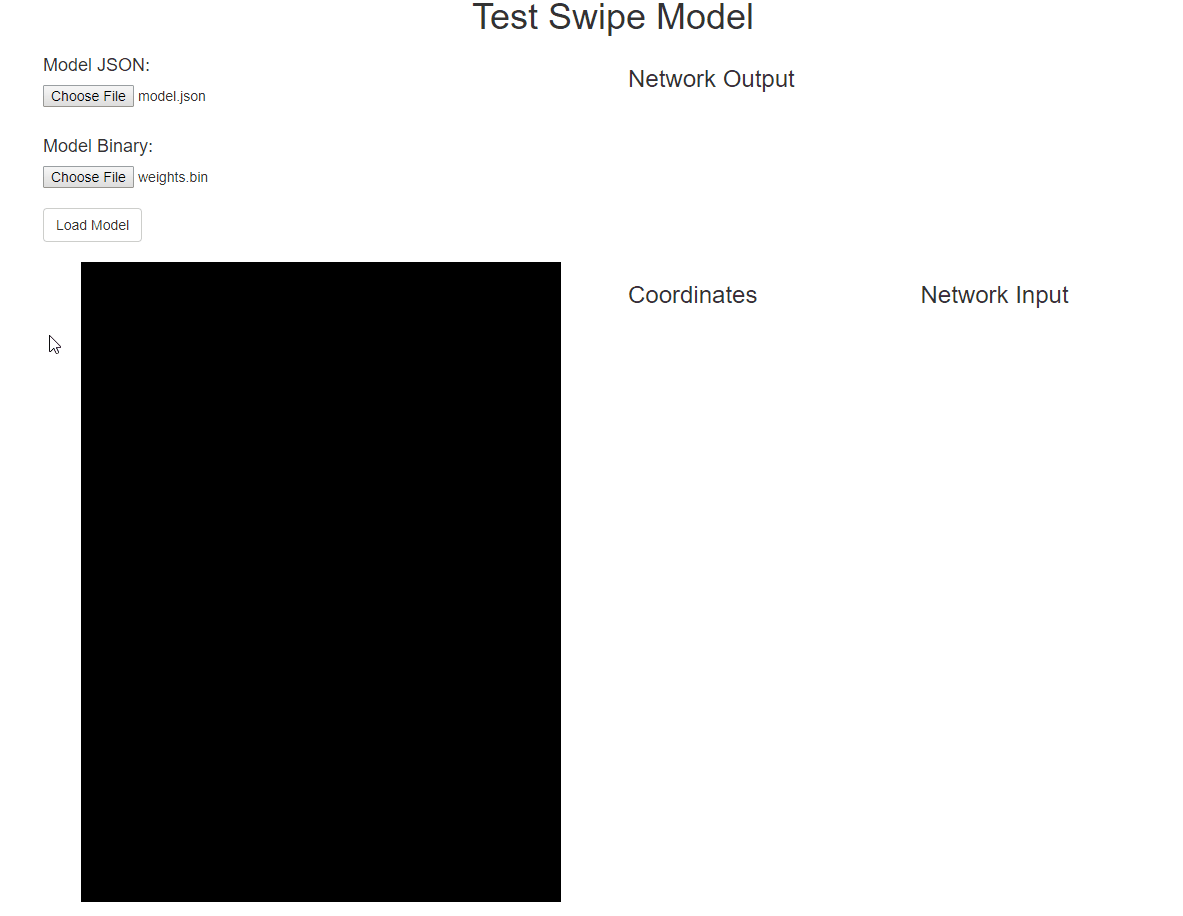 Test Swipe Model
Model JSON:
Choose File model.json
Network Output
Model Binary:
Choose File weights.bin
Load Model
Coordinates
Network Input